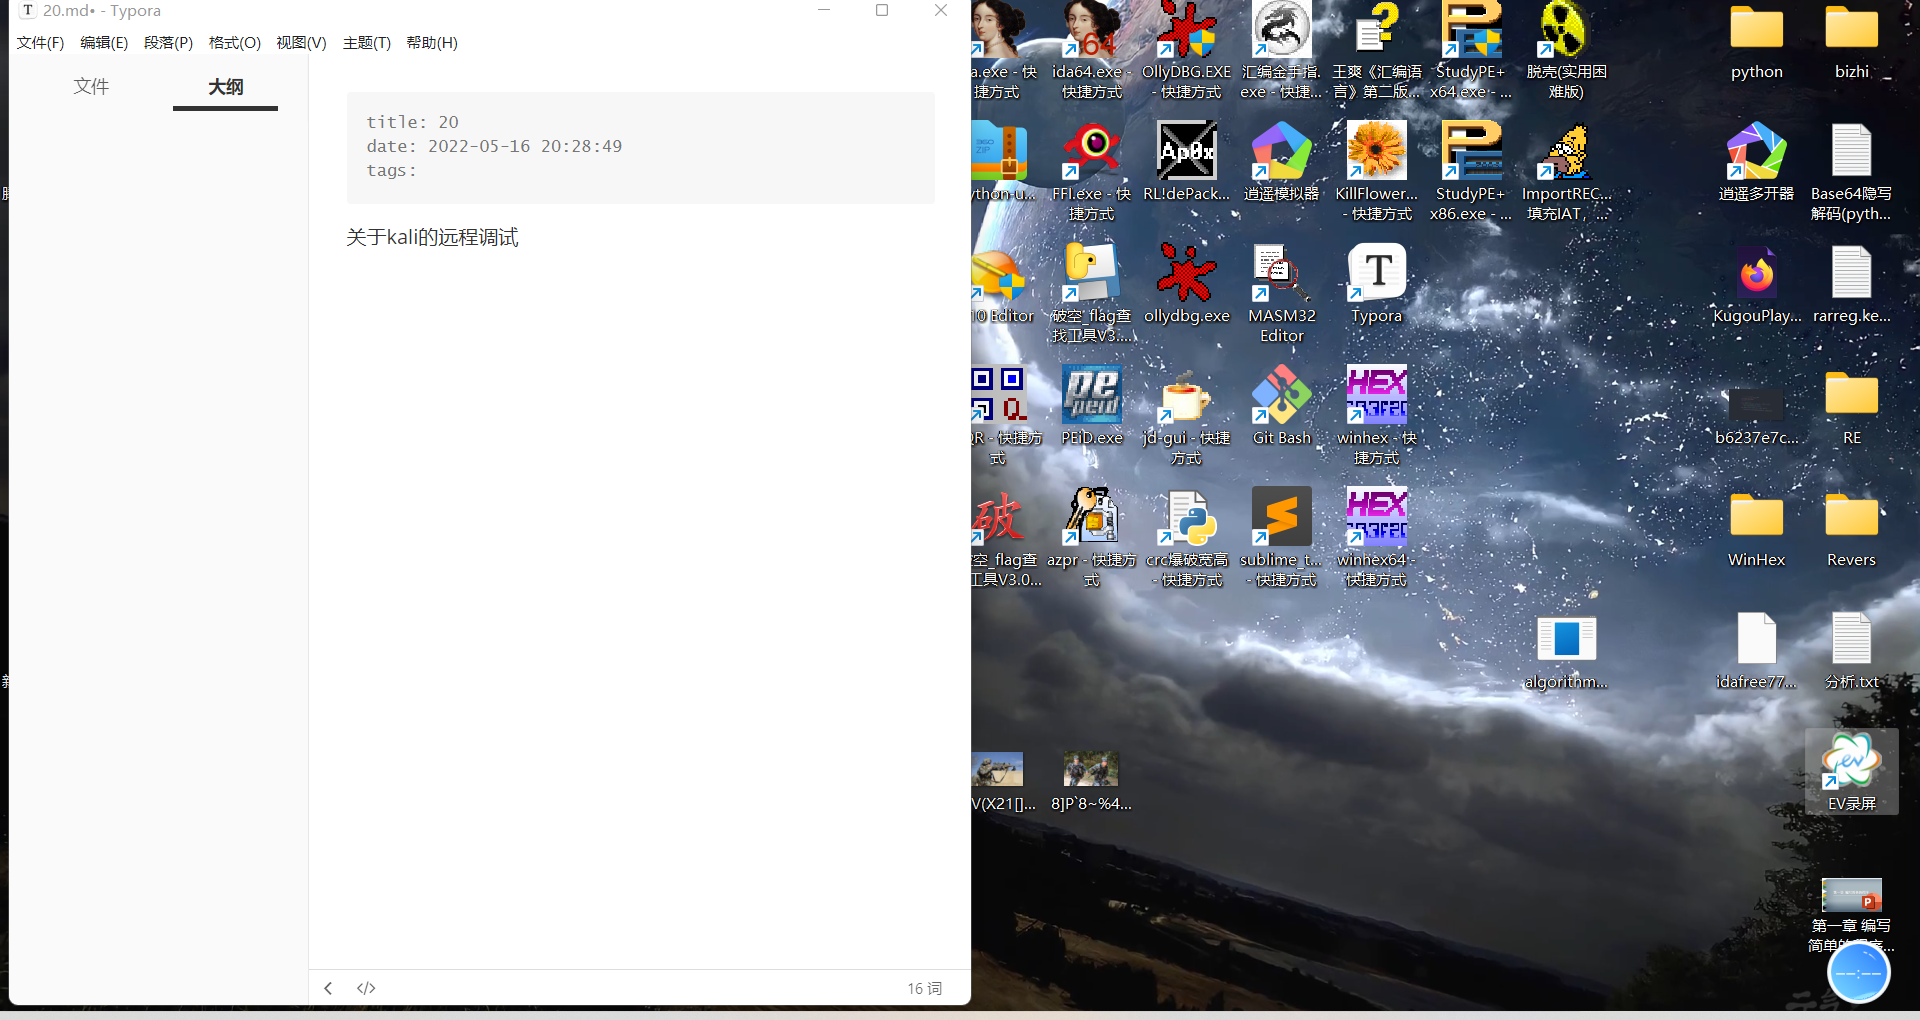 20.md• - Typora
文件(F) 编辑(E) 段落(P) 格式(O) 视图(V) 主题(T) 帮助(H)
文件 大纲
title: 20
date: 2022-05-16 20:28:49
tags:
关于kali的远程调试
16 词
a.exe - 快
捷方式
ida64.exe -
快捷方式
OllyDBG.EXE
- 快捷方式
汇编金手指.
exe - 快捷...
王爽《汇编语
言》第二版...
StudyPE+
x64.exe - ...
脱壳(实用困
难版)
python
bizhi
ython-u...
FFI.exe - 快
捷方式
RL!dePack...
逍遥模拟器
KillFlower...
- 快捷方式
StudyPE+
x86.exe - ...
ImportREC...
填充IAT, ...
逍遥多开器
Base64隐写
解码(pyth...
10 Editor
破空_flag查
找工具V3....
ollydbg.exe
MASM32
Editor
Typora
KugouPlay...
rarreg.ke...
QR - 快捷方
式
PEiD.exe
jd-gui - 快捷
方式
Git Bash
winhex - 快
捷方式
b6237e7c...
RE
空_flag查
工具V3.0...
azpr - 快捷方
式
crc爆破宽高
- 快捷方式
sublime_t...
- 快捷方式
winhex64 -
快捷方式
WinHex
Revers
algorithm...
idafree77...
分析.txt
V(X21[]...
8]P`8~%4...
EV录屏
第一章 编写
简单的程序...